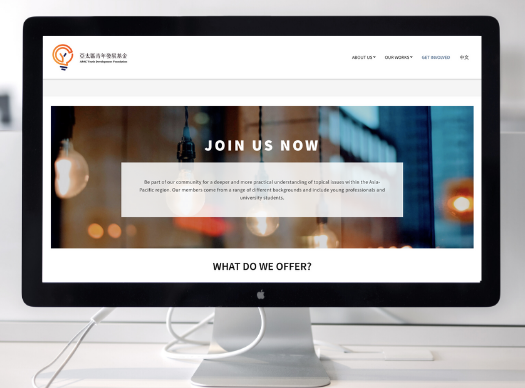 亞太區青年發展基金
APAC Youth Development Foundation
ABOUT US OUR WORKS GET INVOLVED 中文
JOIN US NOW
Be part of our community for a deeper and more practical understanding of topical issues within the Asia-
Pacific region. Our members come from a range of different backgrounds and include young professionals and
university students.
WHAT DO WE OFFER?